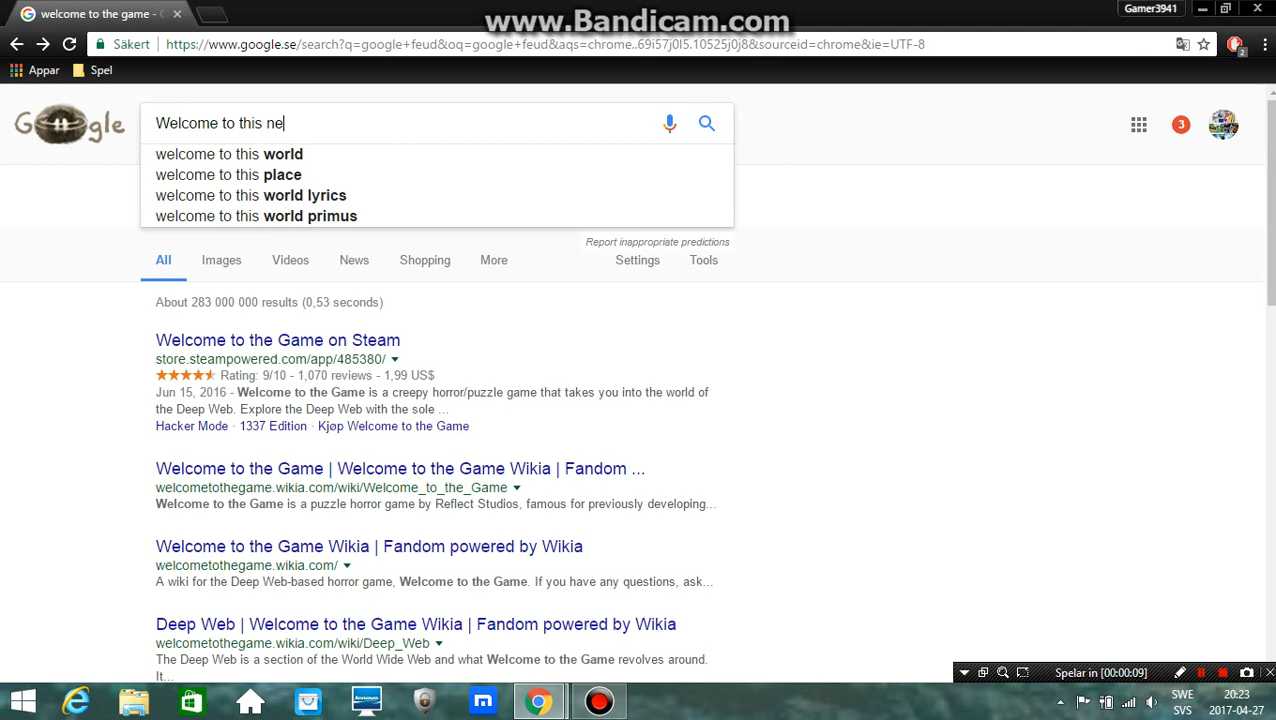 www.Bandicam.com
welcome to the game -
Gamer3941
Säkert
https://www.google.se/search?q=google+feud&oq=google+feud&aqs=chrome..69i57j0l5.10525j0j8&sourceid=chrome&ie=UTF-8
2
Appar
Spel
Google
Welcome to this ne
3
welcome to this world
welcome to this place
welcome to this world lyrics
welcome to this world primus
Report inappropriate predictions
All Images Videos News Shopping More Settings Tools
About 283 000 000 results (0,53 seconds)
Welcome to the Game on Steam
store.steampowered.com/app/485380/
Rating: 9/10 - 1,070 reviews - 1,99 US$
Jun 15, 2016 - Welcome to the Game is a creepy horror/puzzle game that takes you into the world of
the Deep Web. Explore the Deep Web with the sole ...
Hacker Mode · 1337 Edition · Kjøp Welcome to the Game
Welcome to the Game | Welcome to the Game Wikia | Fandom ...
welcometothegame.wikia.com/wiki/Welcome_to_the_Game
Welcome to the Game is a puzzle horror game by Reflect Studios, famous for previously developing...
Welcome to the Game Wikia | Fandom powered by Wikia
welcometothegame.wikia.com/
A wiki for the Deep Web-based horror game, Welcome to the Game. If you have any questions, ask...
Deep Web | Welcome to the Game Wikia | Fandom powered by Wikia
welcometothegame.wikia.com/wiki/Deep_Web
The Deep Web is a section of the World Wide Web and what Welcome to the Game revolves around.
It...
Spelar in [00:00:09]
lenovo
m
SWE
SVS
20:23
2017-04-27